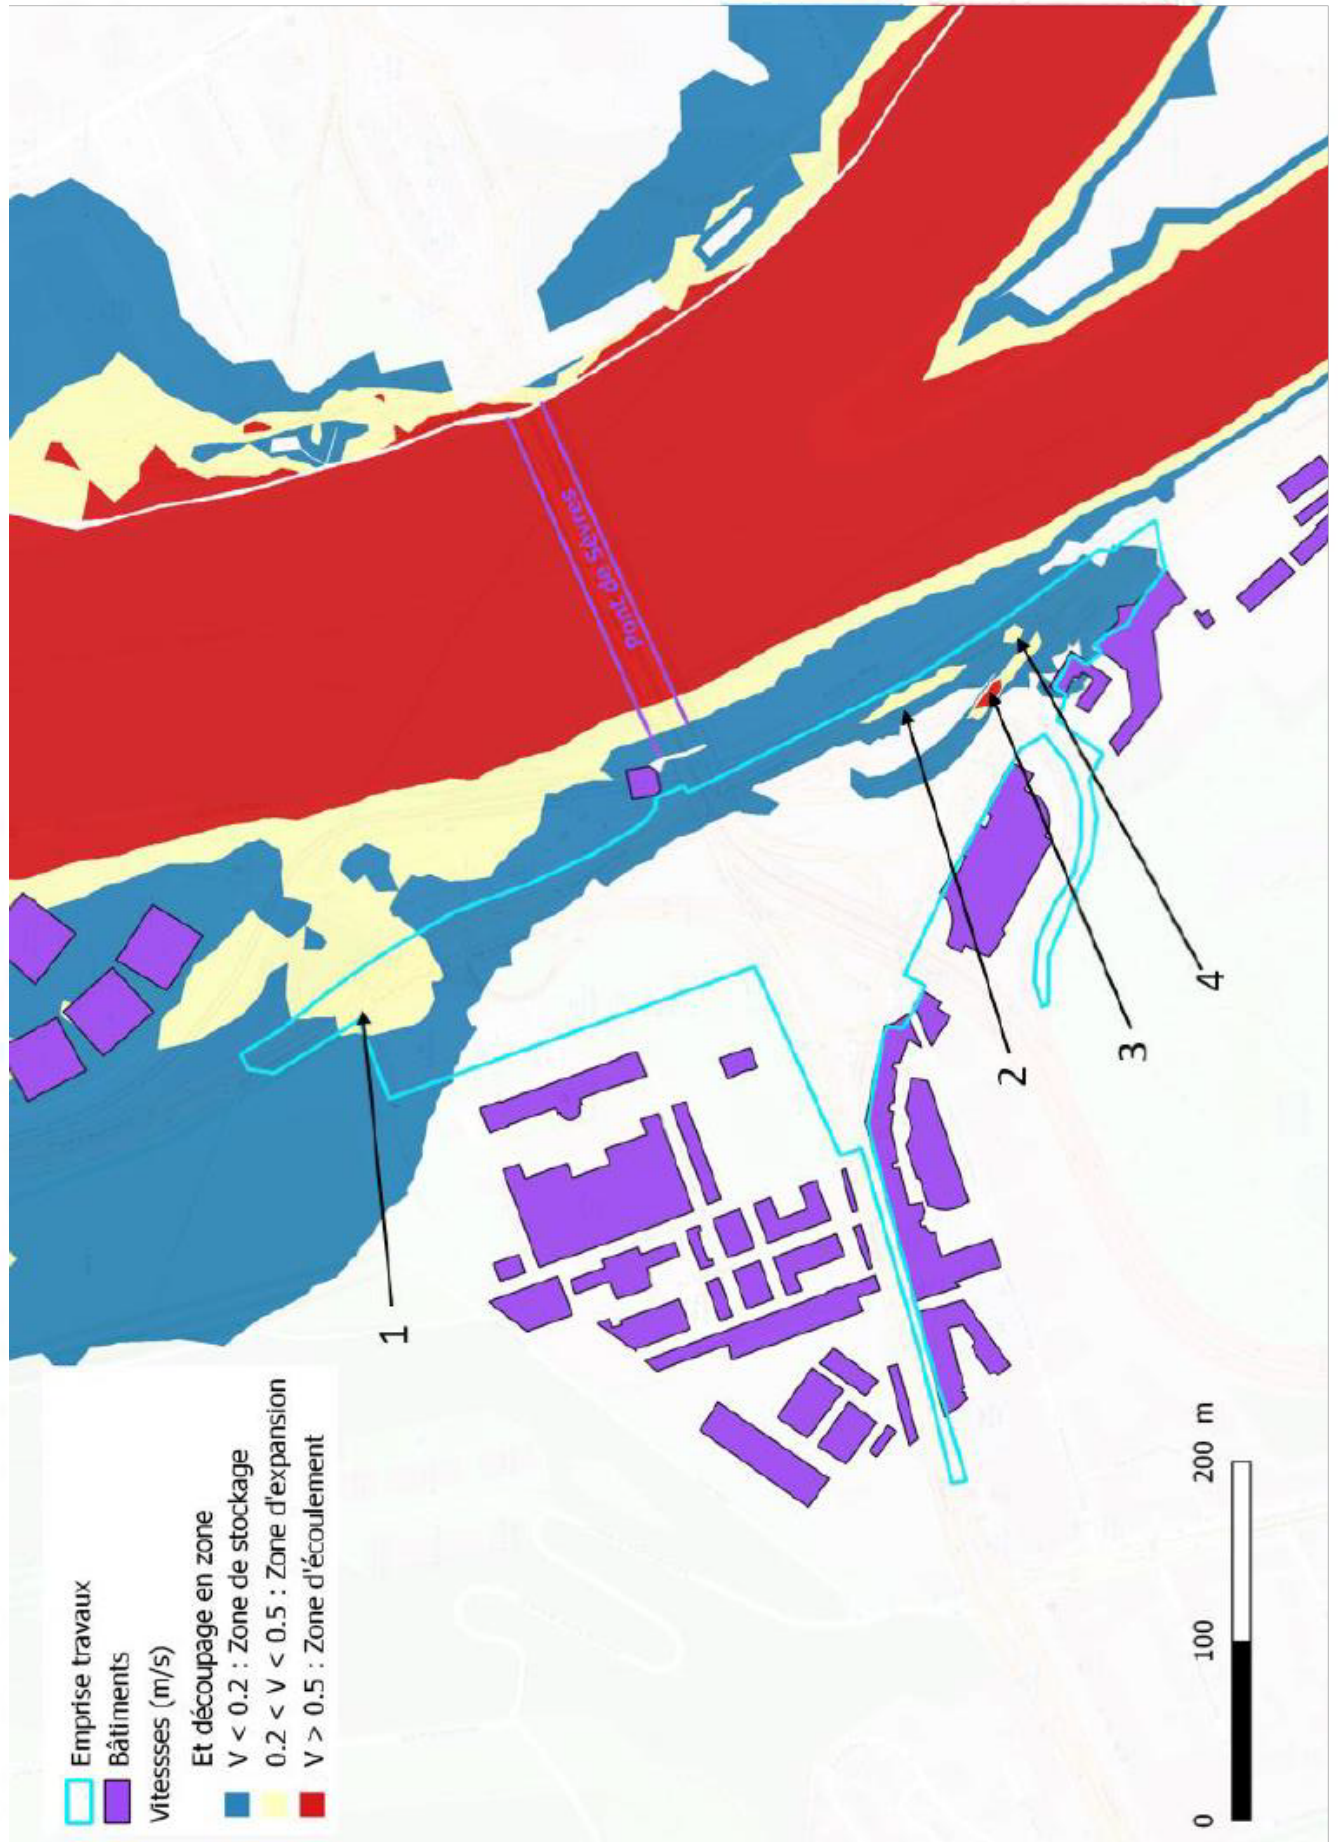 Emprise travaux
Bâtiments
Vitessses (m/s)
Et découpage en zone
V < 0.2 : Zone de stockage
0.2 < V < 0.5 : Zone d'expansion
V > 0.5 : Zone d'écoulement
Pont de Sèvres
1
2
3
4
0 100 200 m